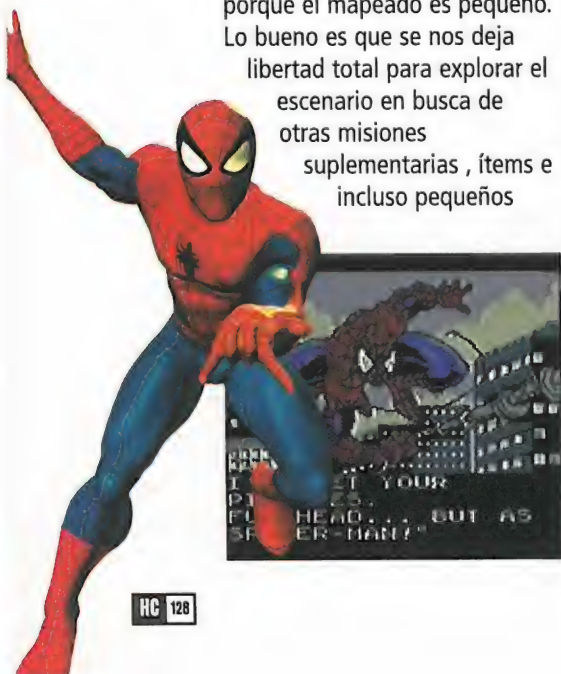 porque el mapeado es pequeño.
Lo bueno es que se nos deja
libertad total para explorar el
escenario en busca de
otras misiones
suplementarias , ítems e
incluso pequeños
YOUR
HEAD... BUT AS
HC 128